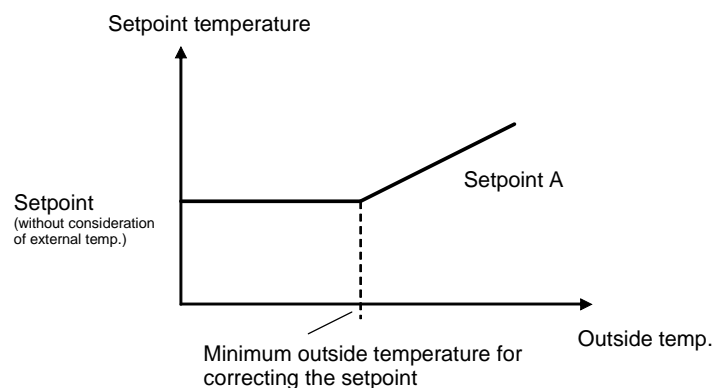 Setpoint temperature
Setpoint A
Setpoint
(without consideration
of external temp.)
Outside temp.
Minimum outside temperature for
correcting the setpoint